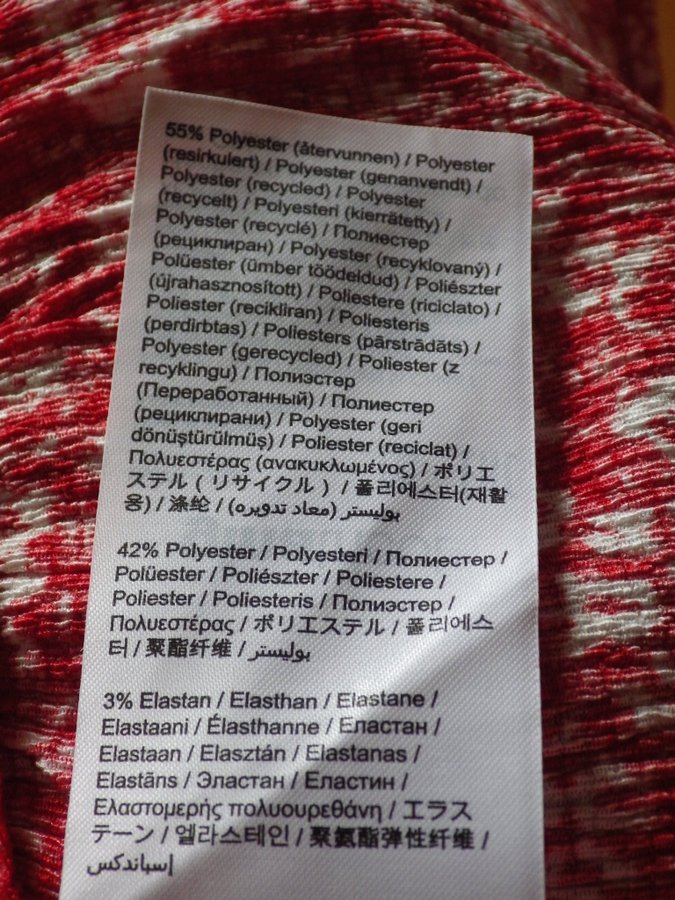 55% Polyester (återvunnen) / Polyester
(resirkulert) / Polyester (genanvendt) /
Polyester (recycled) / Polyester
(recycelt) / Polyesteri (kierrätetty) /
Polyester (recyclé) / Полиестер
(рециклиран) / Polyester (recyklovaný) /
Polüester (ümber töödeldud) / Poliészter
(újrahasznosított) / Poliestere (riciclato) /
Poliester (recikliran) / Poliesteris
(perdirbtas) / Poliesters (pārstrādāts) /
Polyester (gerecycled) / Poliester (z
recyklingu) / Полиэстер
(Переработанный) / Полиестер
(рециклирани) / Polyester (geri
dönüştürülmüş) / Poliester (reciclat) /
Πολυεστέρας (ανακυκλωμένος) / ポリエ
ステル ( リサイクル ) / 폴리에스터(재활
용) / 涤纶 / بوليستر (معاد تدويره)
42% Polyester / Polyesteri / Полиестер /
Polüester / Poliészter / Poliestere /
Poliester / Poliesteris / Полиэстер /
Πολυεστέρας / ポリエステル / 폴리에스
터 / 聚酯纤维 / بوليستر
3% Elastan / Elasthan / Elastane /
Elastaani / Élasthanne / Еластан /
Elastaan / Elasztán / Elastanas /
Elastāns / Эластан / Еластин /
Ελαστομερής πολυουρεθάνη / エラス
テーン / 엘라스테인 / 聚氨酯弹性纤维 /
إسباندكس